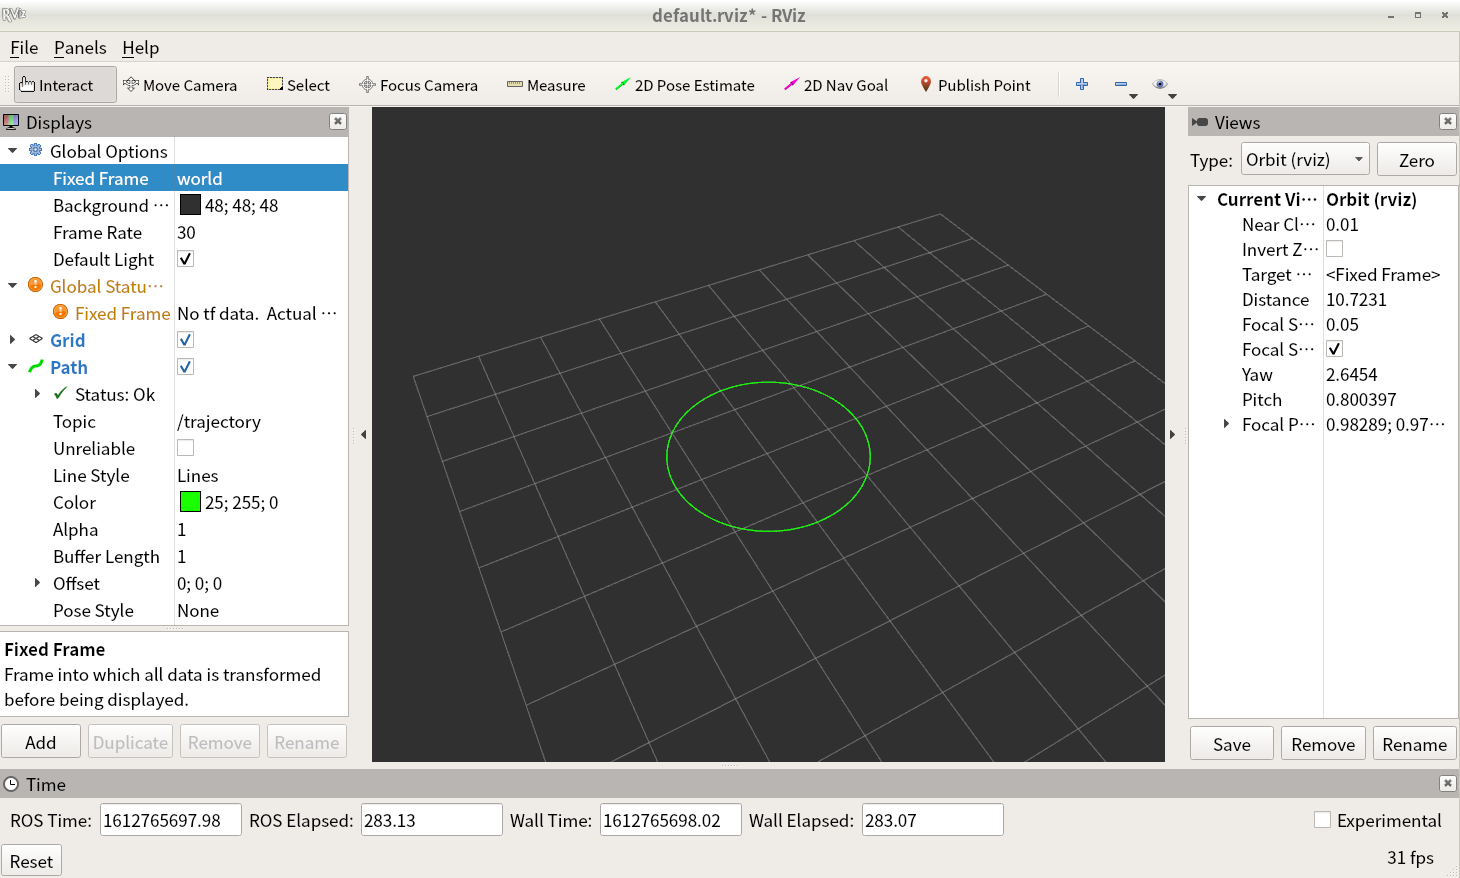 default.rviz* - RViz
File Panels Help
Interact Move Camera Select Focus Camera Measure 2D Pose Estimate 2D Nav Goal Publish Point
Displays
Global Options
Fixed Frame world
Background ··· 48; 48; 48
Frame Rate 30
Default Light
Global Statu···
Fixed Frame No tf data.  Actual ···
Grid
Path
Status: Ok
Topic /trajectory
Unreliable
Line Style Lines
Color 25; 255; 0
Alpha 1
Buffer Length 1
Offset 0; 0; 0
Pose Style None
Fixed Frame
Frame into which all data is transformed
before being displayed.
Add Duplicate Remove Rename
Views
Type: Orbit (rviz) Zero
Current Vi··· Orbit (rviz)
Near Cl··· 0.01
Invert Z···
Target ··· <Fixed Frame>
Distance 10.7231
Focal S··· 0.05
Focal S···
Yaw 2.6454
Pitch 0.800397
Focal P··· 0.98289; 0.97···
Save Remove Rename
Time
ROS Time: 1612765697.98 ROS Elapsed: 283.13 Wall Time: 1612765698.02 Wall Elapsed: 283.07 Experimental
Reset 31 fps